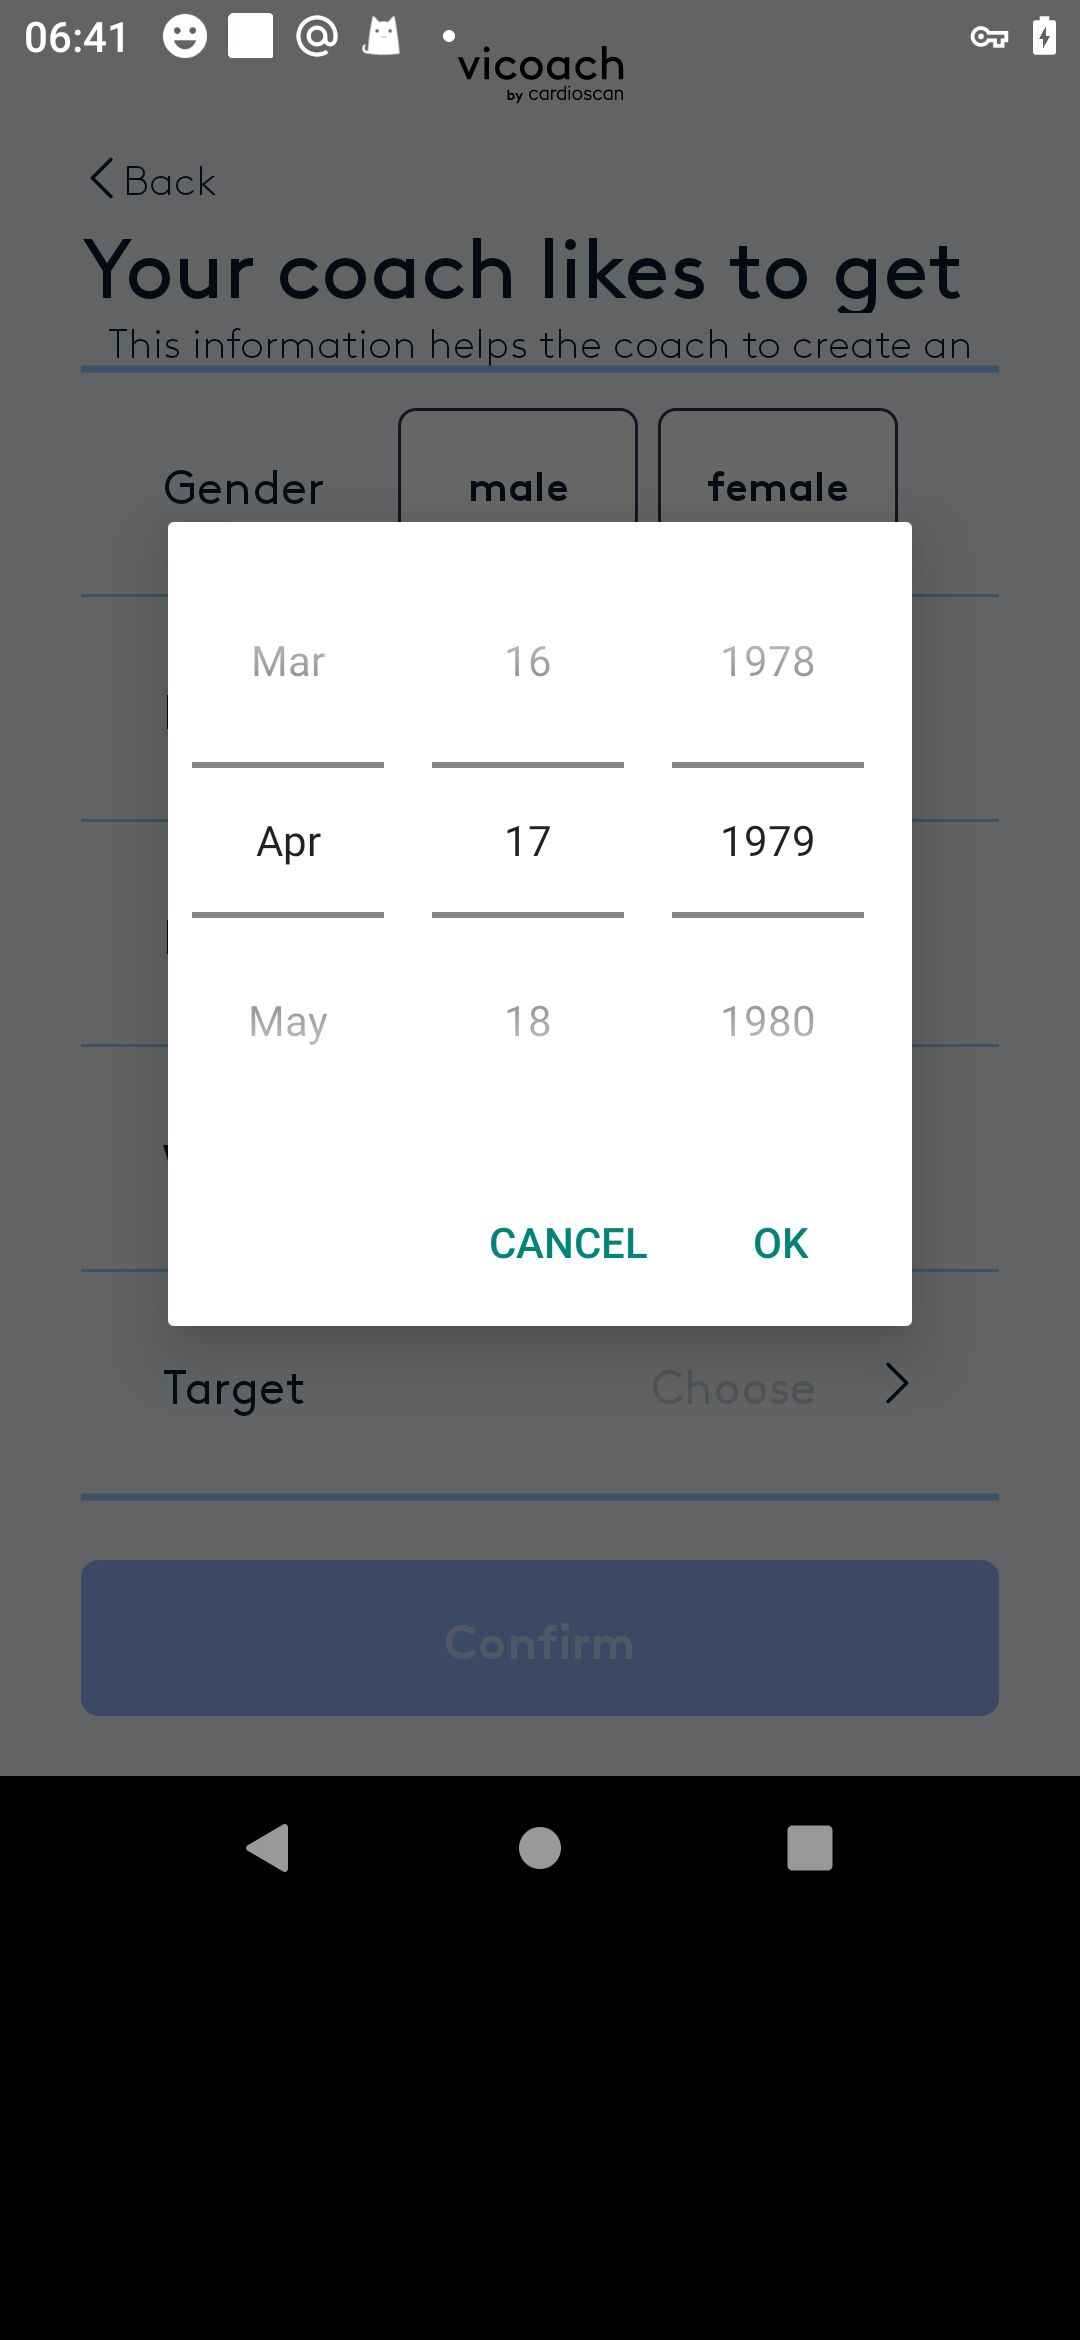 06:41
vicoach
by cardioscan
Back
Your coach likes to get
This information helps the coach to create an
Gender male female
Mar 16 1978
Apr 17 1979
May 18 1980
CANCEL OK
Target Choose
Confirm